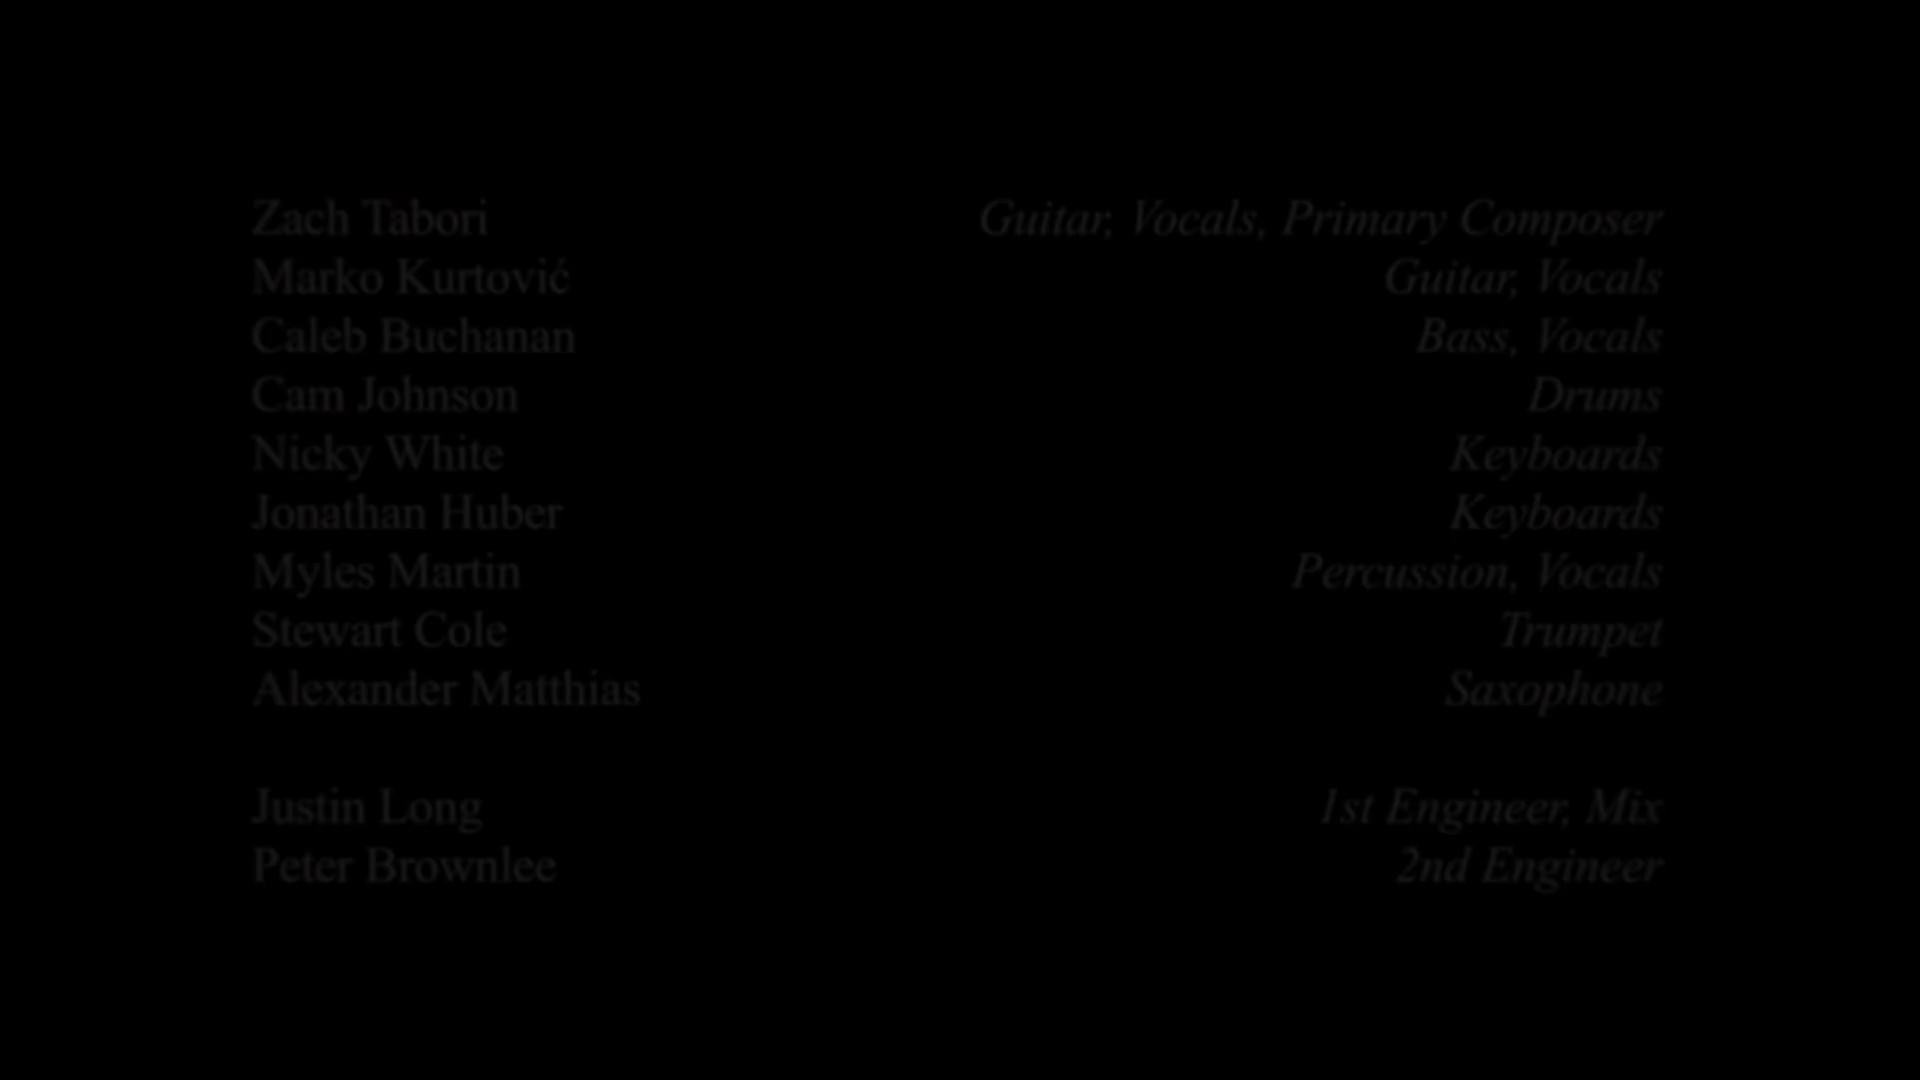 Zach Tabori Guitar, Vocals, Primary Composer
Marko Kurtović Guitar, Vocals
Caleb Buchanan Bass, Vocals
Cam Johnson Drums
Nicky White Keyboards
Jonathan Huber Keyboards
Myles Martin Percussion, Vocals
Stewart Cole Trumpet
Alexander Matthias Saxophone
Justin Long 1st Engineer, Mix
Peter Brownlee 2nd Engineer